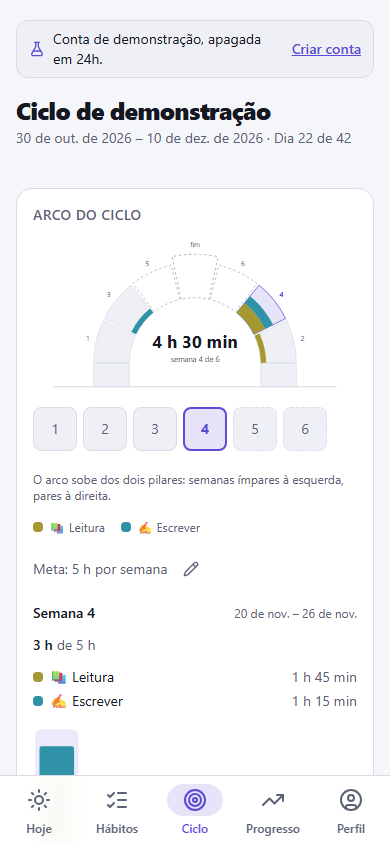 Conta de demonstração, apagada
em 24h.
Criar conta
Ciclo de demonstração
30 de out. de 2026 – 10 de dez. de 2026 · Dia 22 de 42
ARCO DO CICLO
fim
5
6
3
4
1
2
4 h 30 min
semana 4 de 6
1 2 3 4 5 6
O arco sobe dos dois pilares: semanas ímpares à esquerda,
pares à direita.
Leitura Escrever
Meta: 5 h por semana
Semana 4 20 de nov. – 26 de nov.
3 h de 5 h
Leitura 1 h 45 min
Escrever 1 h 15 min
Hoje Hábitos Ciclo Progresso Perfil